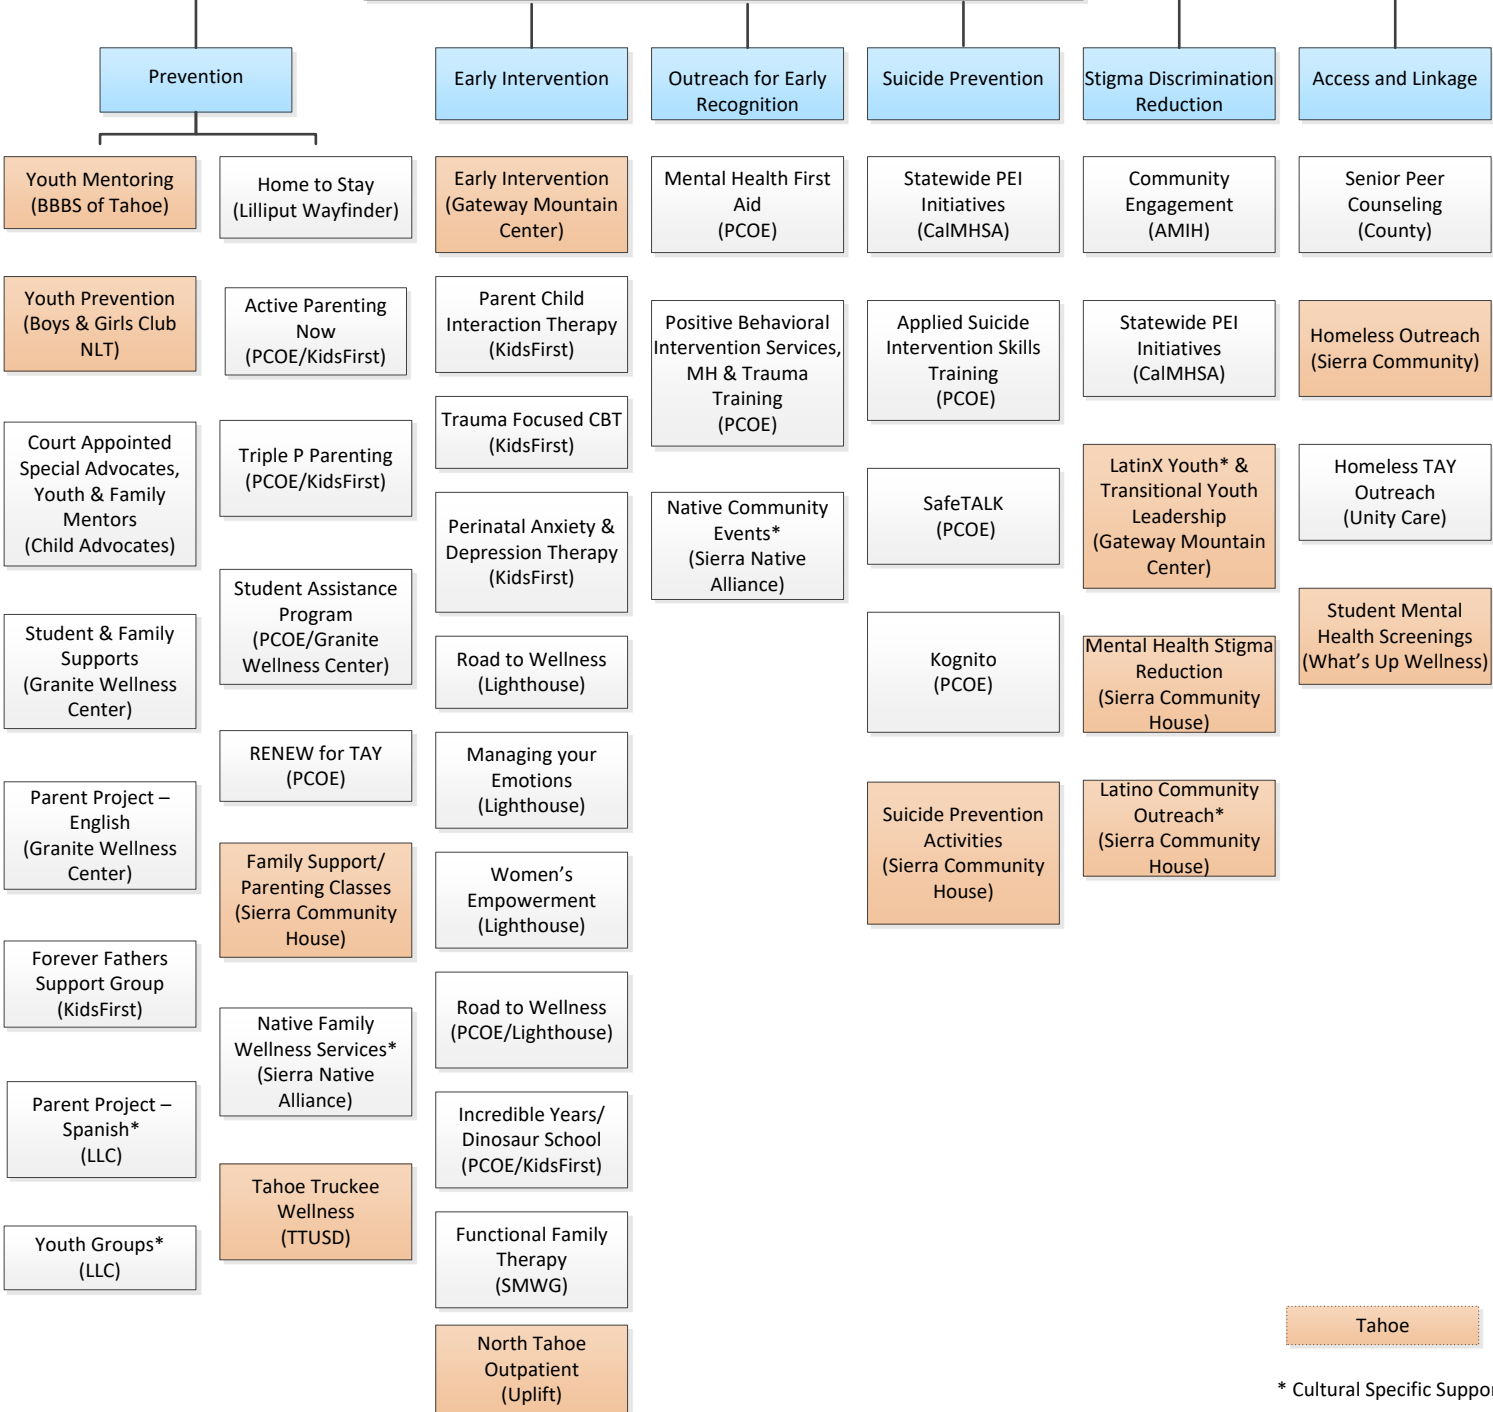 Prevention
Early Intervention
Outreach for Early
Recognition
Suicide Prevention
Stigma Discrimination
Reduction
Access and Linkage
Youth Mentoring
(BBBS of Tahoe)
Youth Prevention
(Boys & Girls Club
NLT)
Court Appointed
Special Advocates,
Youth & Family
Mentors
(Child Advocates)
Student & Family
Supports
(Granite Wellness
Center)
Parent Project –
English
(Granite Wellness
Center)
Forever Fathers
Support Group
(KidsFirst)
Parent Project –
Spanish*
(LLC)
Youth Groups*
(LLC)
Home to Stay
(Lilliput Wayfinder)
Active Parenting
Now
(PCOE/KidsFirst)
Triple P Parenting
(PCOE/KidsFirst)
Student Assistance
Program
(PCOE/Granite
Wellness Center)
RENEW for TAY
(PCOE)
Family Support/
Parenting Classes
(Sierra Community
House)
Native Family
Wellness Services*
(Sierra Native
Alliance)
Tahoe Truckee
Wellness
(TTUSD)
Early Intervention
(Gateway Mountain
Center)
Parent Child
Interaction Therapy
(KidsFirst)
Trauma Focused CBT
(KidsFirst)
Perinatal Anxiety &
Depression Therapy
(KidsFirst)
Road to Wellness
(Lighthouse)
Managing your
Emotions
(Lighthouse)
Women’s
Empowerment
(Lighthouse)
Road to Wellness
(PCOE/Lighthouse)
Incredible Years/
Dinosaur School
(PCOE/KidsFirst)
Functional Family
Therapy
(SMWG)
North Tahoe
Outpatient
(Uplift)
Mental Health First
Aid
(PCOE)
Positive Behavioral
Intervention Services,
MH & Trauma
Training
(PCOE)
Native Community
Events*
(Sierra Native
Alliance)
Statewide PEI
Initiatives
(CalMHSA)
Applied Suicide
Intervention Skills
Training
(PCOE)
SafeTALK
(PCOE)
Kognito
(PCOE)
Suicide Prevention
Activities
(Sierra Community
House)
Community
Engagement
(AMIH)
Statewide PEI
Initiatives
(CalMHSA)
LatinX Youth* &
Transitional Youth
Leadership
(Gateway Mountain
Center)
Mental Health Stigma
Reduction
(Sierra Community
House)
Latino Community
Outreach*
(Sierra Community
House)
Senior Peer
Counseling
(County)
Homeless Outreach
(Sierra Community)
Homeless TAY
Outreach
(Unity Care)
Student Mental
Health Screenings
(What’s Up Wellness)
Tahoe
* Cultural Specific Suppor